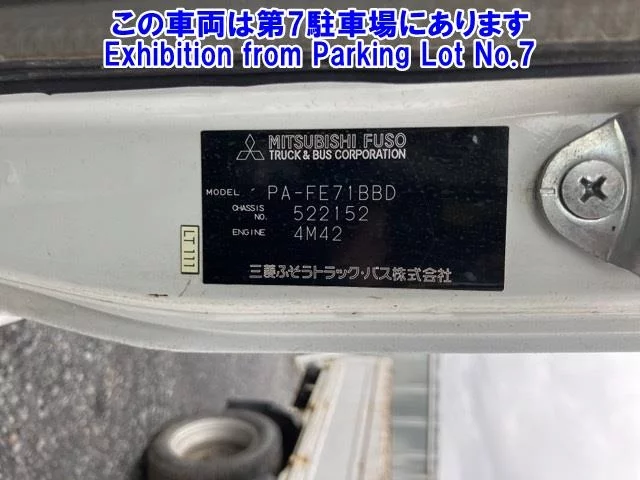 この車両は第7駐車場にあります
Exhibition from Parking Lot No.7
MITSUBISHI FUSO
TRUCK & BUS CORPORATION
MODEL PA-FE71BBD
CHASSIS NO. 522152
ENGINE 4M42
三菱ふそうトラック・バス株式会社
LT111